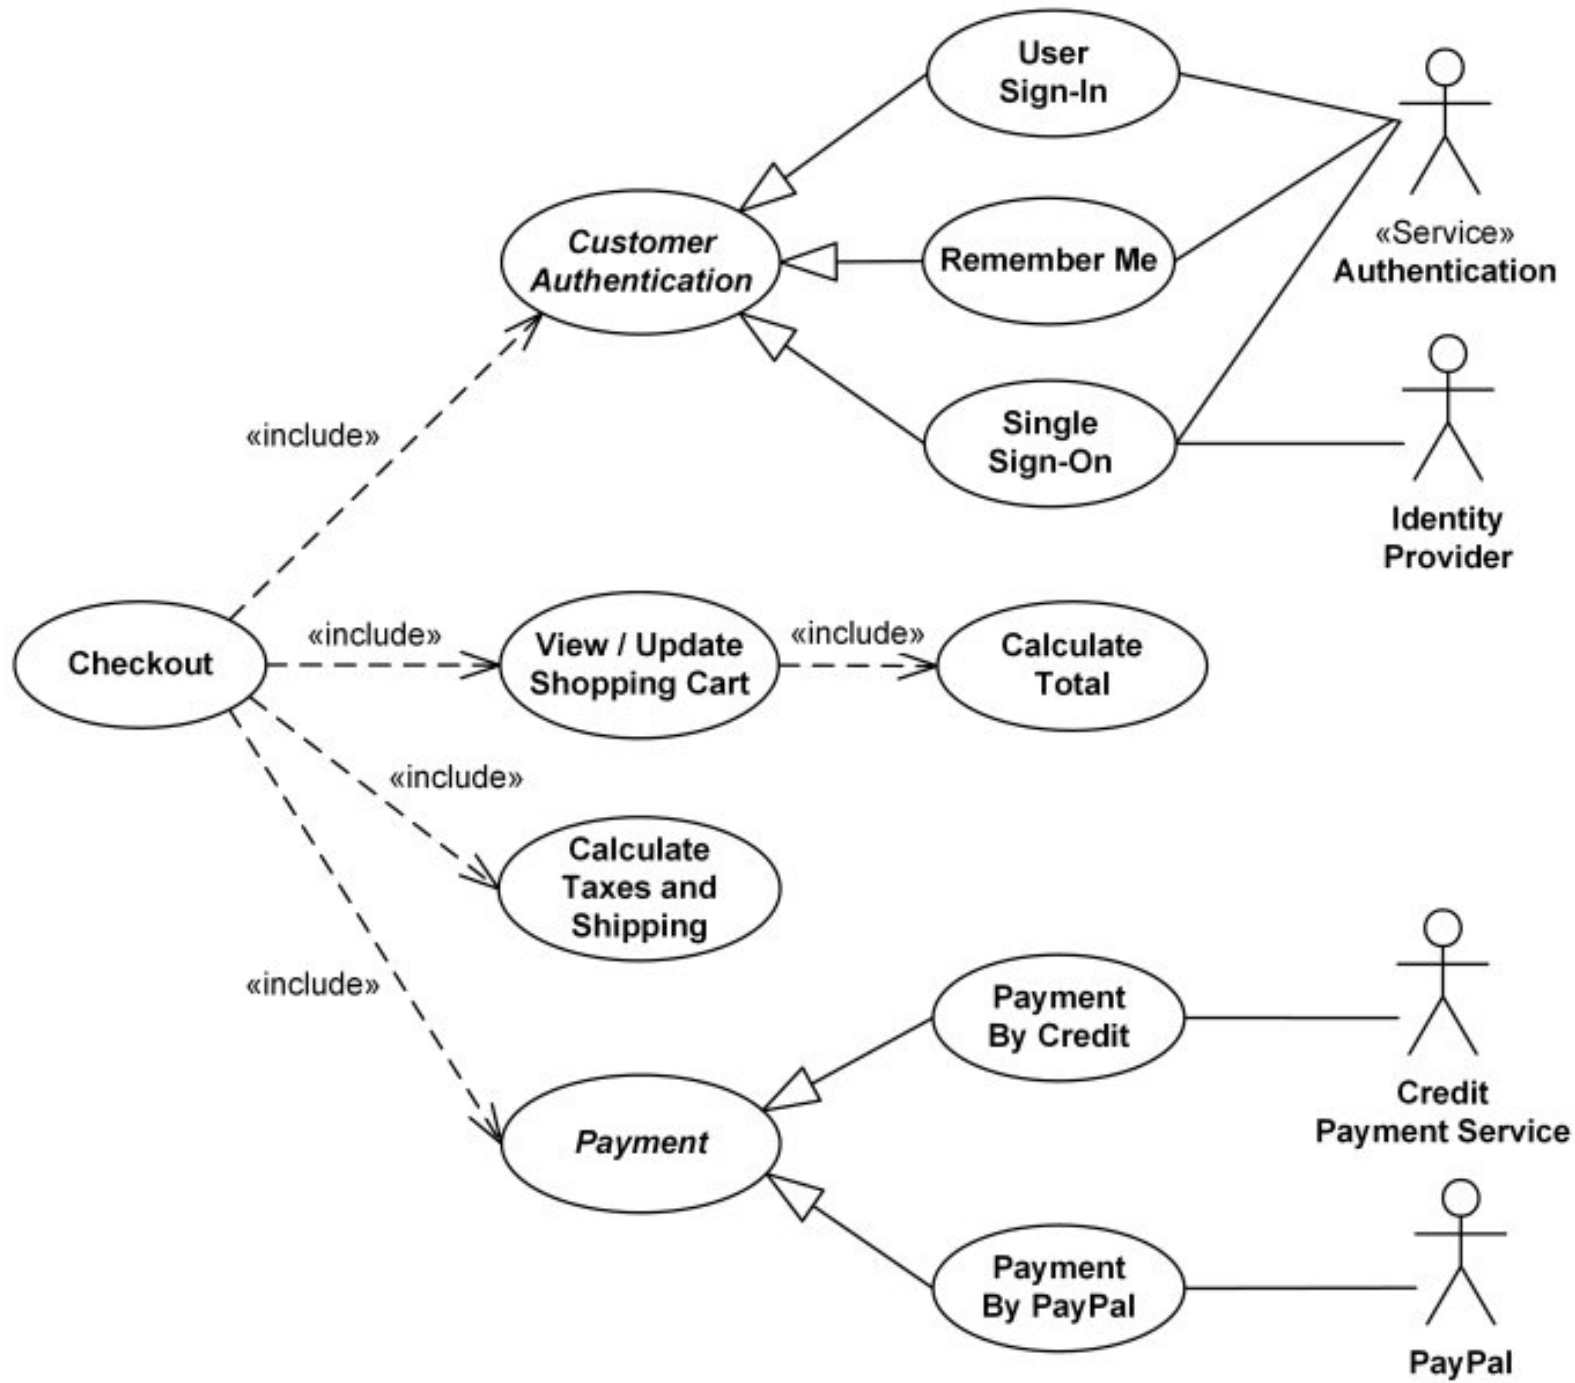 User
Sign-In
«Service»
Authentication
Customer
Authentication
Remember Me
Single
Sign-On
Identity
Provider
«include»
Checkout
«include»
View / Update
Shopping Cart
«include»
Calculate
Total
«include»
Calculate
Taxes and
Shipping
«include»
Payment
Payment
By Credit
Credit
Payment Service
Payment
By PayPal
PayPal